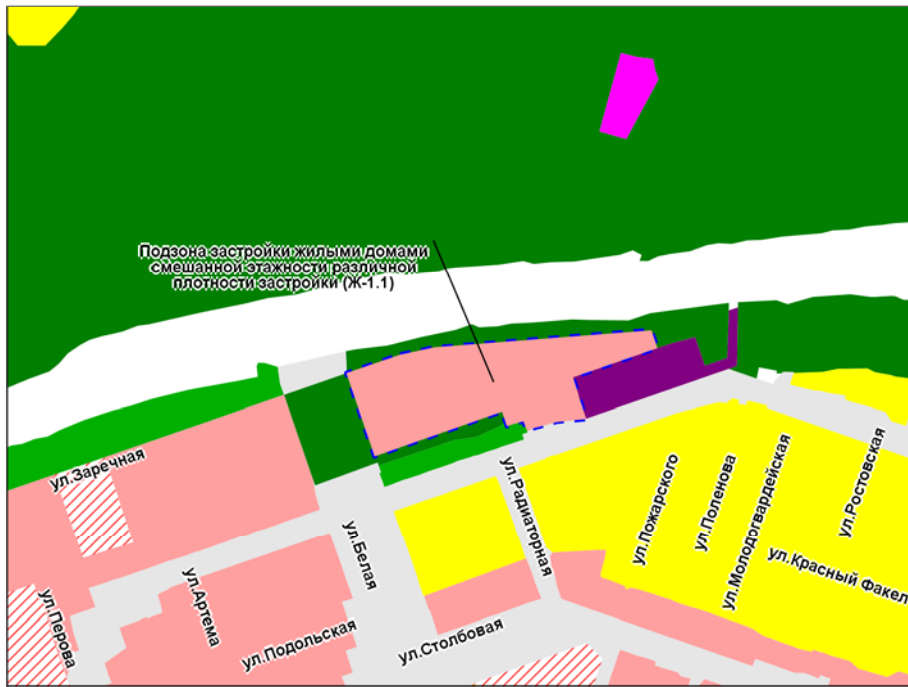 Подзона застройки жилыми домами
смешанной этажности различной
плотности застройки (Ж-1.1)
ул.Заречная
ул.Перова
ул.Артема
ул.Подольская
ул.Белая
ул.Столбовая
ул.Радиаторная
ул.Пожарского
ул.Поленова
ул.Молодогвардейская
ул.Красный Факел
ул.Ростовская